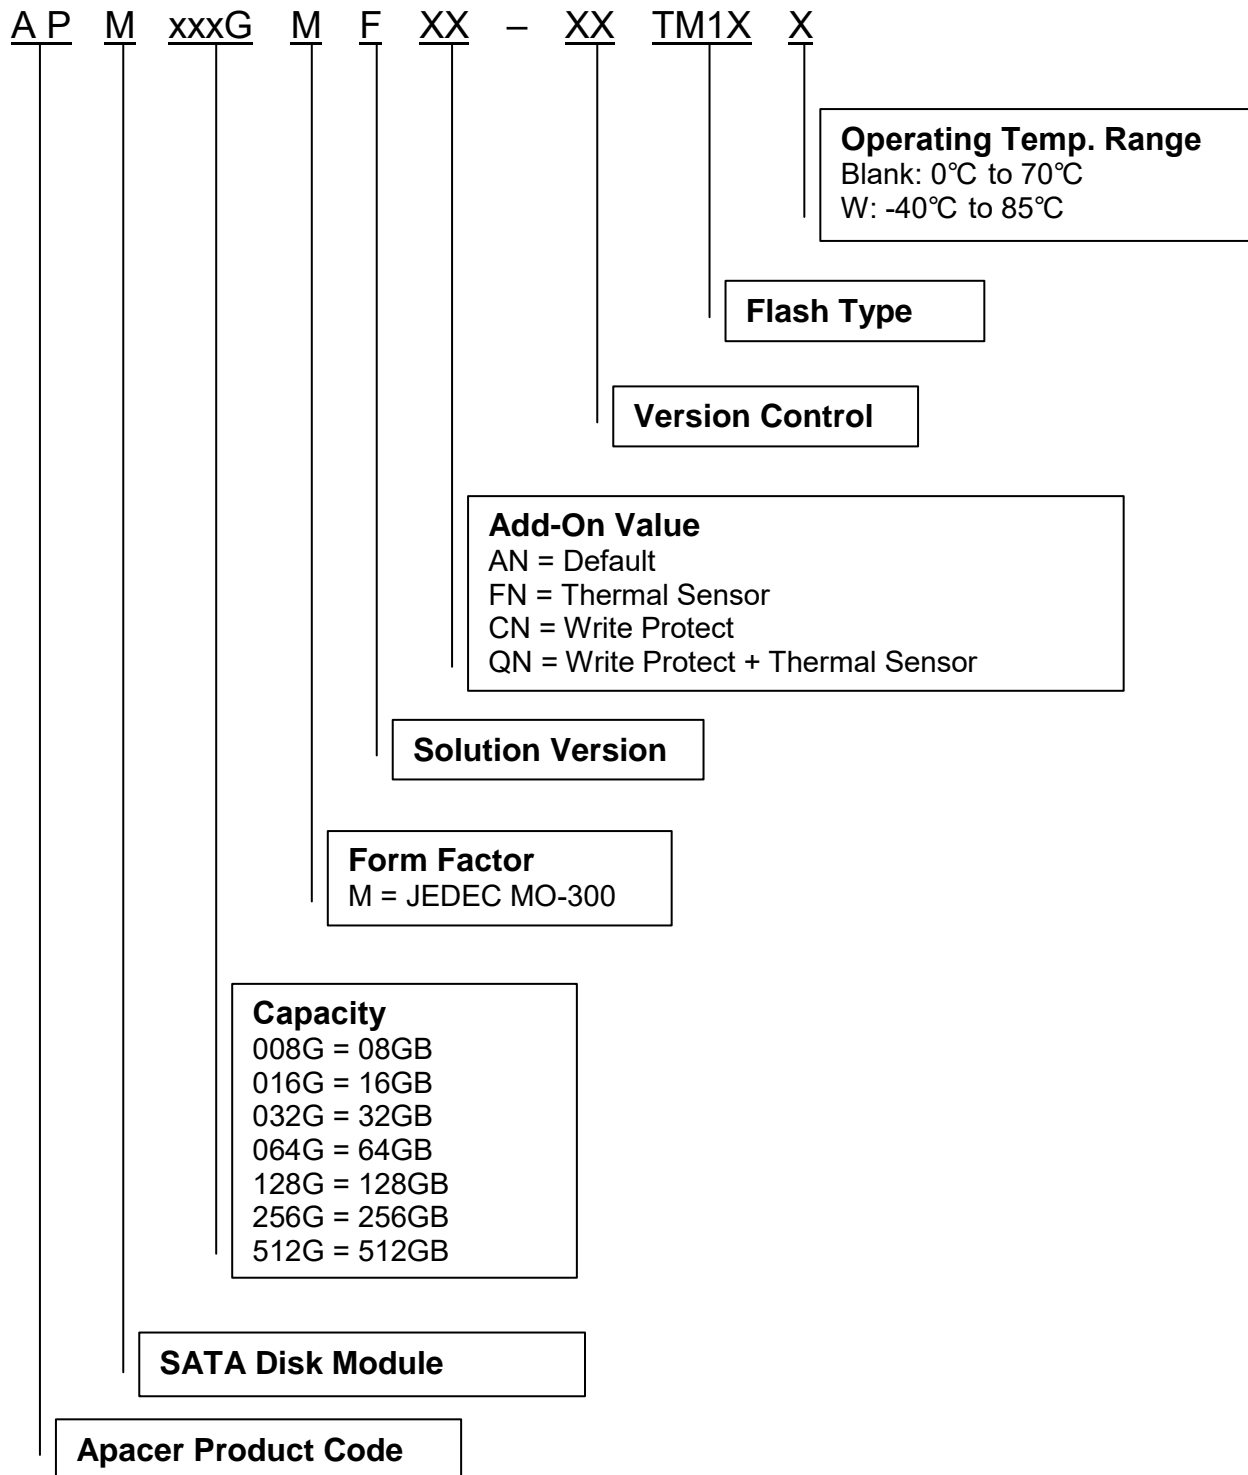 A P M xxxG M F XX – XX TM1X X
Operating Temp. Range
Blank: 0℃ to 70℃
W: -40℃ to 85℃
Flash Type
Version Control
Add-On Value
AN = Default
FN = Thermal Sensor
CN = Write Protect
QN = Write Protect + Thermal Sensor
Solution Version
Form Factor
M = JEDEC MO-300
Capacity
008G = 08GB
016G = 16GB
032G = 32GB
064G = 64GB
128G = 128GB
256G = 256GB
512G = 512GB
SATA Disk Module
Apacer Product Code